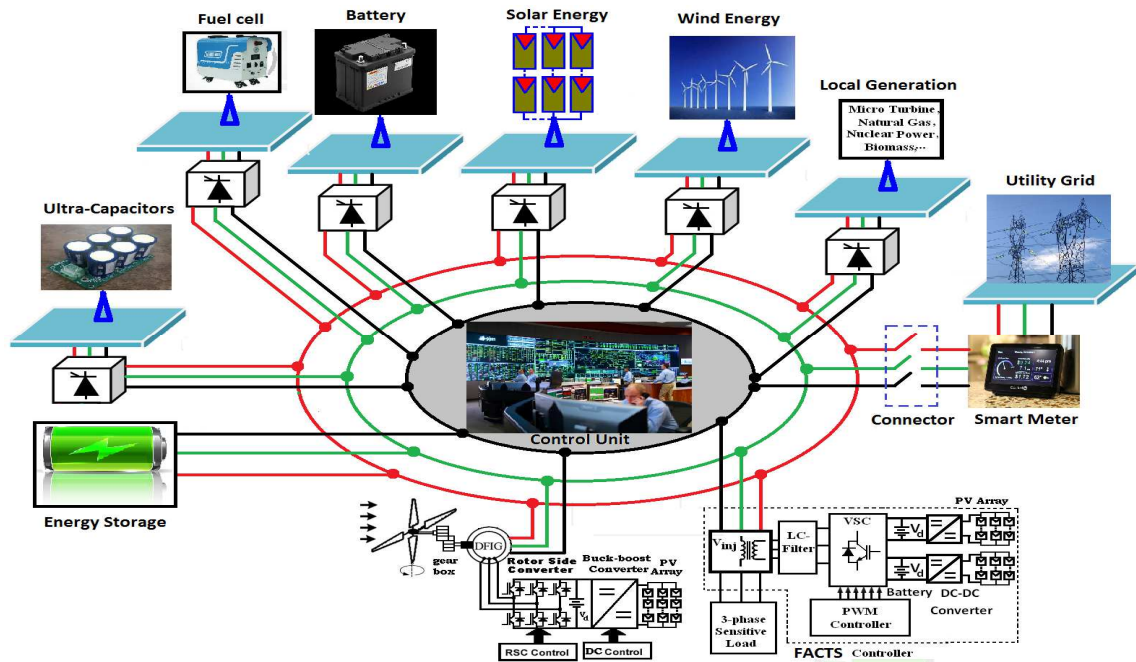 Fuel cell
Battery
Solar Energy
Wind Energy
Local Generation
Micro Turbine,
Natural Gas,
Nuclear Power,
Biomass,..
Utility Grid
Ultra-Capacitors
Control Unit
Connector
Smart Meter
Energy Storage
gear
box
DFIG
Rotor Side
Converter
Buck-boost
Converter
PV
Array
Vd
RSC Control
DC Control
Vinj
LC-
Filter
VSC
Vd
Vd
PV Array
Battery
DC-DC
Converter
PWM
Controller
3-phase
Sensitive
Load
FACTS Controller